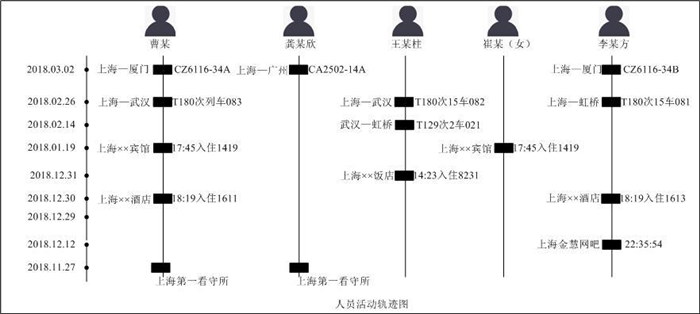 曹某 龚某欣 王某柱 崔某（女） 李某方
2018.03.02 上海—厦门 CZ6116-34A 上海—广州 CA2502-14A 上海—厦门 CZ6116-34B
2018.02.26 上海—武汉 T180次列车083 上海—武汉 T180次15车082 上海—虹桥 T180次15车081
2018.02.14 武汉—虹桥 T129次2车021
2018.01.19 上海××宾馆 17:45入住1419 上海××宾馆 17:45入住1419
2018.12.31 上海××饭店 14:23入住8231
2018.12.30 上海××酒店 18:19入住1611 上海××酒店 18:19入住1613
2018.12.29
2018.12.12 上海金慧网吧 22:35:54
2018.11.27
上海第一看守所 上海第一看守所
人员活动轨迹图